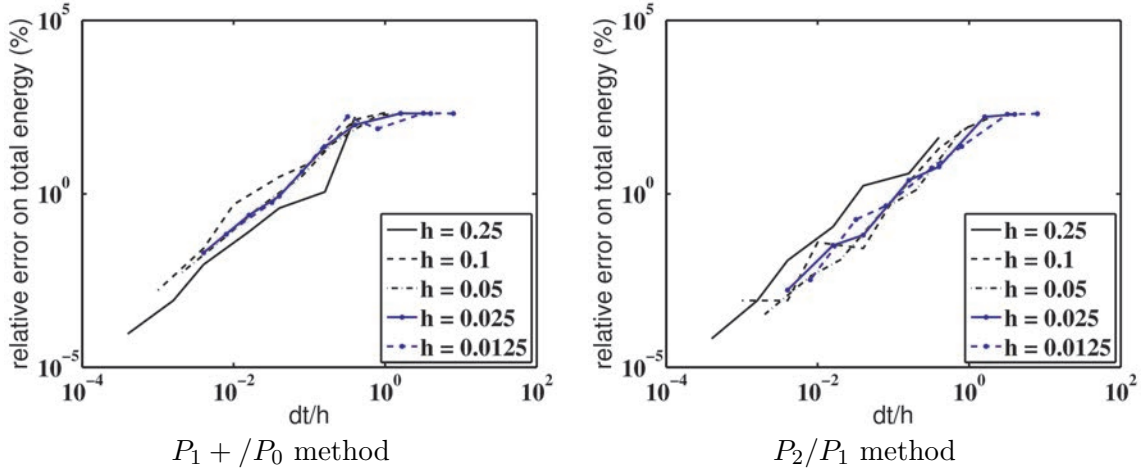 relative error on total energy (%)
10^5
10^0
10^-5
h = 0.25
h = 0.1
h = 0.05
h = 0.025
h = 0.0125
10^-4
10^-2
10^0
10^2
dt/h
P_1 + /P_0 method
relative error on total energy (%)
10^5
10^0
10^-5
h = 0.25
h = 0.1
h = 0.05
h = 0.025
h = 0.0125
10^-4
10^-2
10^0
10^2
dt/h
P_2/P_1 method